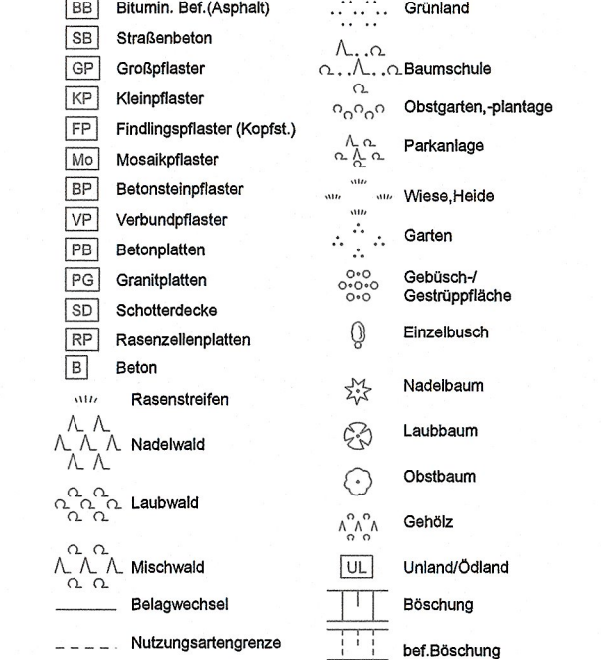 BB Bitumin. Bef.(Asphalt)
SB Straßenbeton
GP Großpflaster
KP Kleinpflaster
FP Findlingspflaster (Kopfst.)
Mo Mosaikpflaster
BP Betonsteinpflaster
VP Verbundpflaster
PB Betonplatten
PG Granitplatten
SD Schotterdecke
RP Rasenzellenplatten
B Beton
Rasenstreifen
Nadelwald
Laubwald
Mischwald
Belagwechsel
Nutzungsartengrenze
Grünland
Baumschule
Obstgarten,-plantage
Parkanlage
Wiese,Heide
Garten
Gebüsch-/
Gestrüppfläche
Einzelbusch
Nadelbaum
Laubbaum
Obstbaum
Gehölz
UL Unland/Ödland
Böschung
bef.Böschung